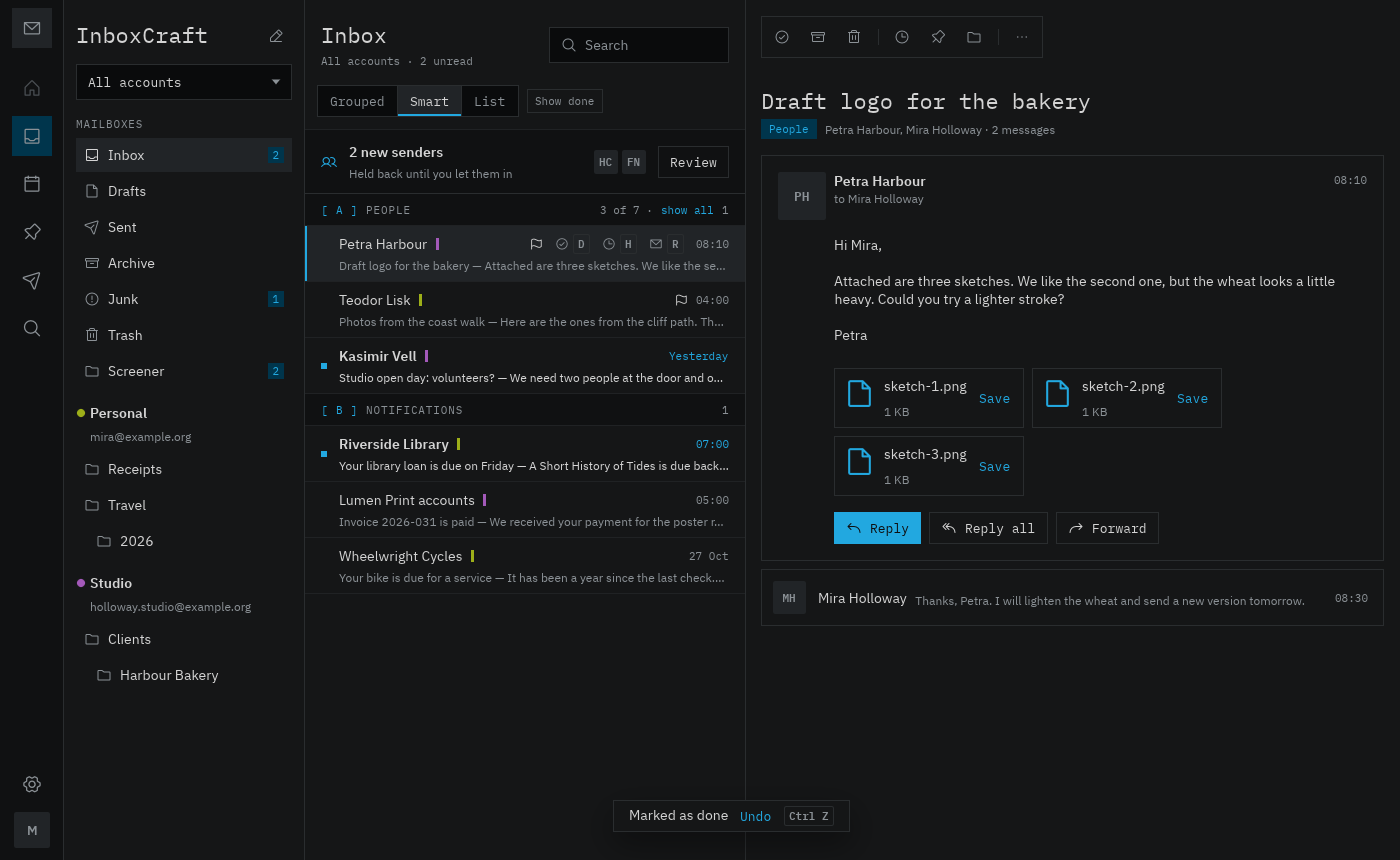 InboxCraft
All accounts
MAILBOXES
Inbox 2
Drafts
Sent
Archive
Junk 1
Trash
Screener 2
Personal
mira@example.org
Receipts
Travel
2026
Studio
holloway.studio@example.org
Clients
Harbour Bakery
M
Inbox
All accounts · 2 unread
Search
Grouped Smart List Show done
2 new senders
Held back until you let them in
HC FN Review
[ A ] PEOPLE 3 of 7 · show all 1
Petra Harbour D H R 08:10
Draft logo for the bakery — Attached are three sketches. We like the se…
Teodor Lisk 04:00
Photos from the coast walk — Here are the ones from the cliff path. Th…
Kasimir Vell Yesterday
Studio open day: volunteers? — We need two people at the door and o…
[ B ] NOTIFICATIONS 1
Riverside Library 07:00
Your library loan is due on Friday — A Short History of Tides is due back…
Lumen Print accounts 05:00
Invoice 2026-031 is paid — We received your payment for the poster r…
Wheelwright Cycles 27 Oct
Your bike is due for a service — It has been a year since the last check.…
Draft logo for the bakery
People Petra Harbour, Mira Holloway · 2 messages
PH Petra Harbour 08:10
to Mira Holloway
Hi Mira,
Attached are three sketches. We like the second one, but the wheat looks a little
heavy. Could you try a lighter stroke?
Petra
sketch-1.png 1 KB Save
sketch-2.png 1 KB Save
sketch-3.png 1 KB Save
Reply Reply all Forward
MH Mira Holloway Thanks, Petra. I will lighten the wheat and send a new version tomorrow. 08:30
Marked as done Undo Ctrl Z